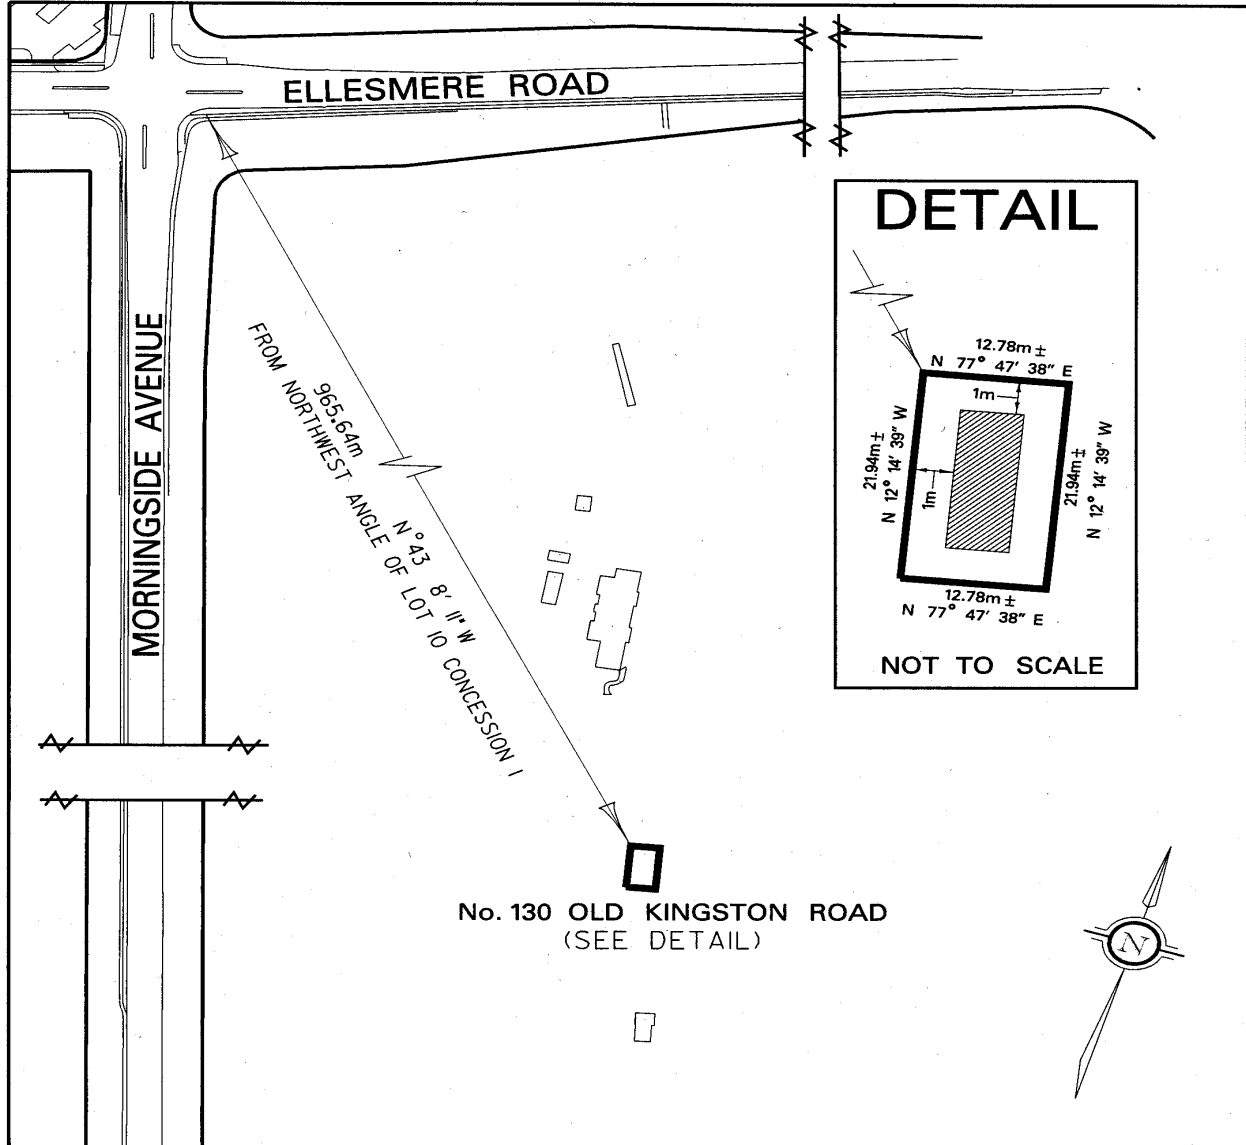 ELLESMERE ROAD
MORNINGSIDE AVENUE
965.64m
FROM NORTHWEST ANGLE OF LOT 10 CONCESSION 1
N °43 8' 11" W
DETAIL
12.78m ±
N 77° 47' 38" E
1m
21.94m ±
N 12° 14' 39" W
1m
21.94m ±
N 12° 14' 39" W
12.78m ±
N 77° 47' 38" E
NOT TO SCALE
No. 130 OLD KINGSTON ROAD
(SEE DETAIL)
N